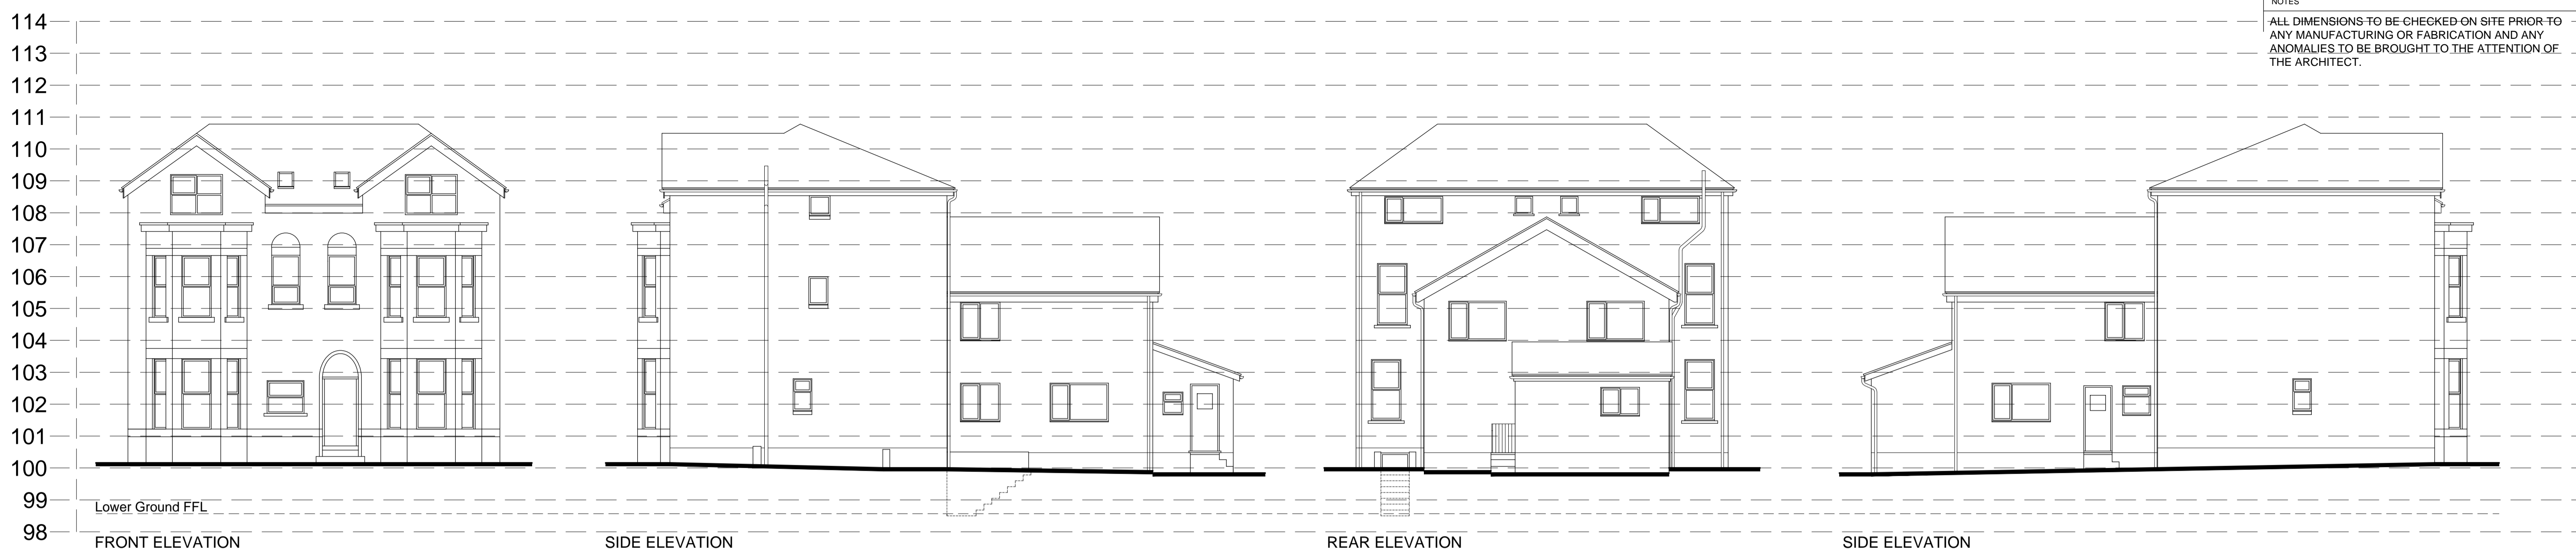 NOTES
ALL DIMENSIONS TO BE CHECKED ON SITE PRIOR TO
ANY MANUFACTURING OR FABRICATION AND ANY
ANOMALIES TO BE BROUGHT TO THE ATTENTION OF
THE ARCHITECT.
114
113
112
111
110
109
108
107
106
105
104
103
102
101
100
99
98
Lower Ground FFL
FRONT ELEVATION
SIDE ELEVATION
REAR ELEVATION
SIDE ELEVATION